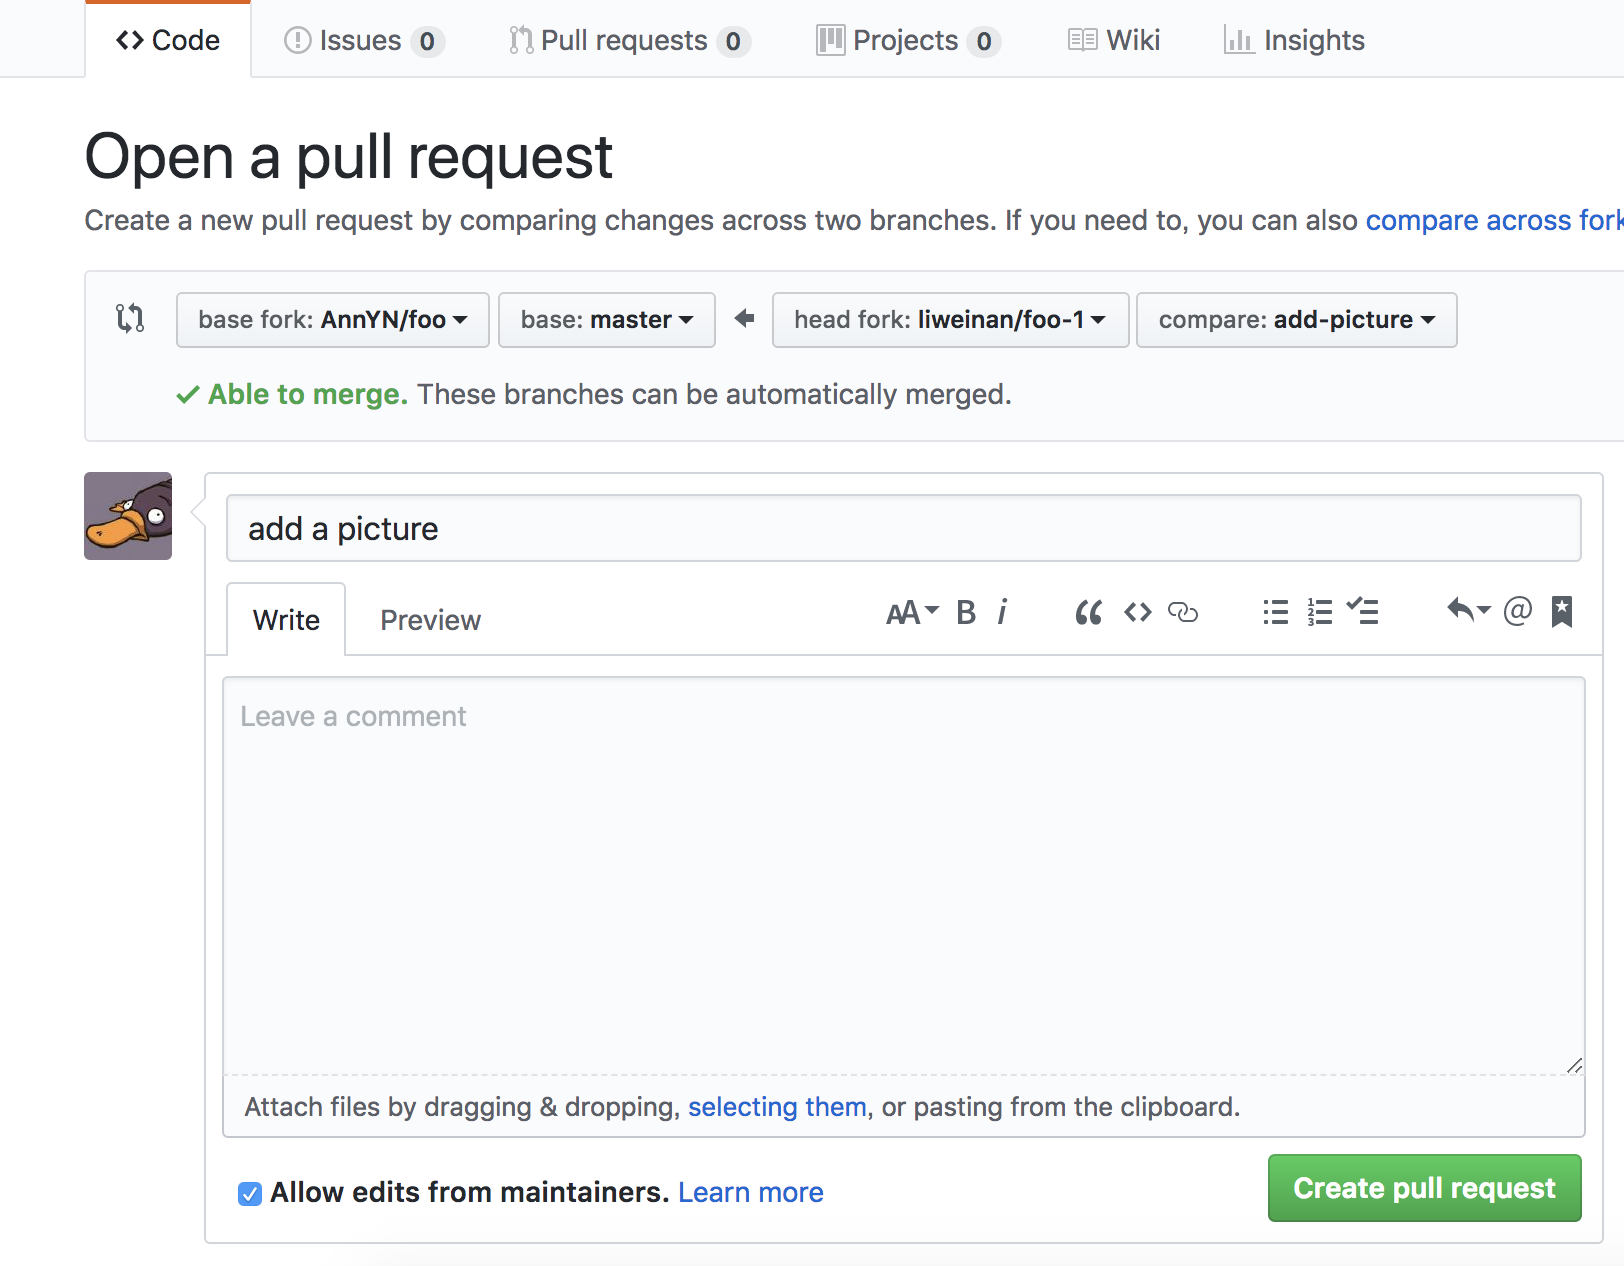 Code Issues 0 Pull requests 0 Projects 0 Wiki Insights
Open a pull request
Create a new pull request by comparing changes across two branches. If you need to, you can also compare across fork
base fork: AnnYN/foo base: master head fork: liweinan/foo-1 compare: add-picture
Able to merge. These branches can be automatically merged.
add a picture
Write Preview AA B i
Leave a comment
Attach files by dragging & dropping, selecting them, or pasting from the clipboard.
Allow edits from maintainers. Learn more
Create pull request